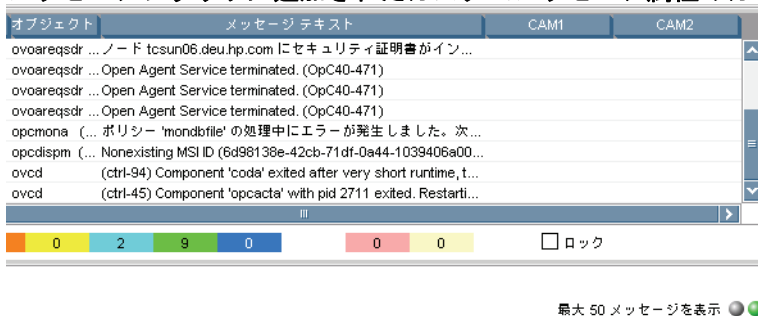 オブジェクト メッセージ テキスト CAM1 CAM2
ovoareqsdr ... ノード tcsun06.deu.hp.com にセキュリティ証明書がイン...
ovoareqsdr ... Open Agent Service terminated. (OpC40-471)
ovoareqsdr ... Open Agent Service terminated. (OpC40-471)
ovoareqsdr ... Open Agent Service terminated. (OpC40-471)
opcmona (... ポリシー 'mondbfile' の処理中にエラーが発生しました。次...
opcdispm (... Nonexisting MSI ID (6d98138e-42cb-71df-0a44-1039406a00...
ovcd (ctrl-94) Component 'coda' exited after very short runtime, t...
ovcd (ctrl-45) Component 'opcacta' with pid 2711 exited. Restarti...
0 2 9 0 0 0 ロック
最大 50 メッセージを表示